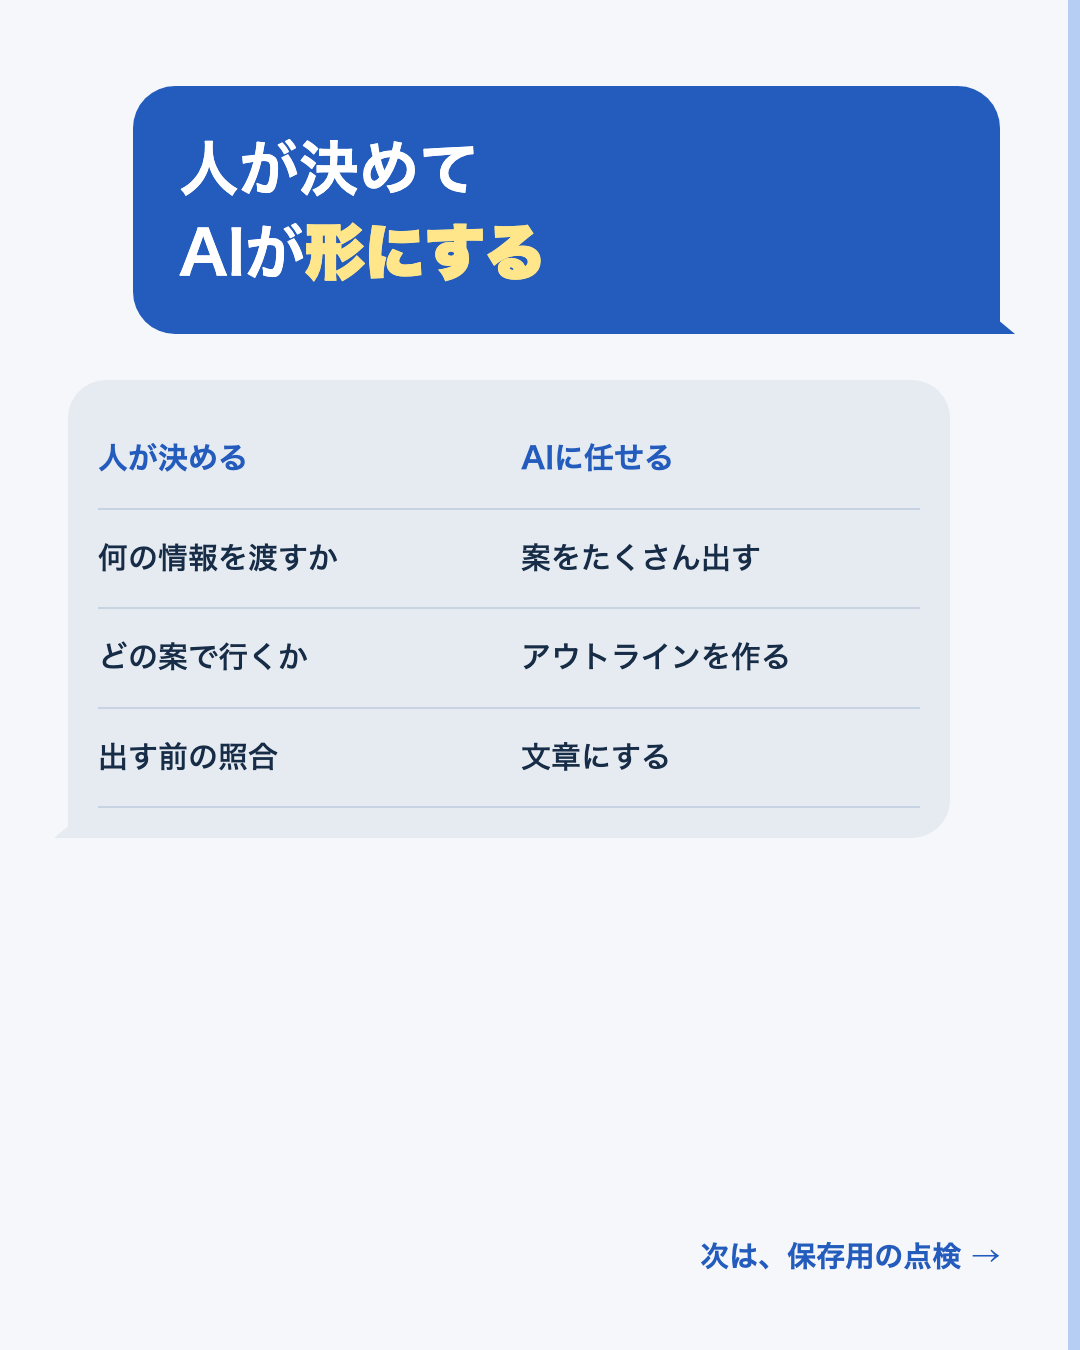 人が決めて
AIが形にする
人が決める AIに任せる
何の情報を渡すか 案をたくさん出す
どの案で行くか アウトラインを作る
出す前の照合 文章にする
次は、保存用の点検 →